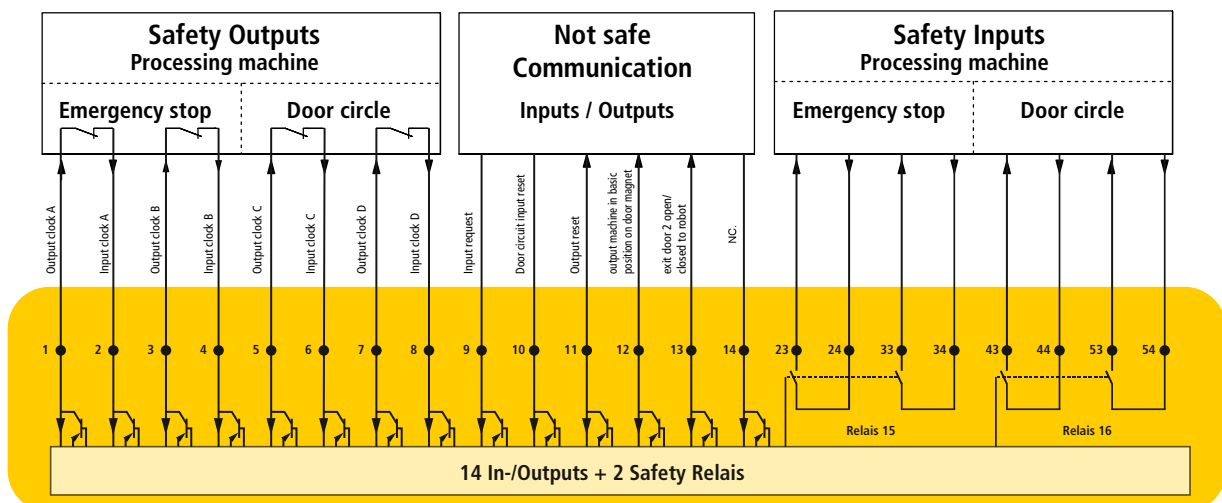 Safety Outputs
Processing machine
Emergency stop
Door circle
Not safe
Communication
Inputs / Outputs
Safety Inputs
Processing machine
Emergency stop
Door circle
Output clock A
Input clock A
Output clock B
Input clock B
Output clock C
Input clock C
Output clock D
Input clock D
Input request
Door circuit input reset
Output reset
output machine in basic
position on door magnet
exit door 2 open/
closed to robot
NC.
1
2
3
4
5
6
7
8
9
10
11
12
13
14
23
24
33
34
43
44
53
54
Relais 15
Relais 16
14 In-/Outputs + 2 Safety Relais